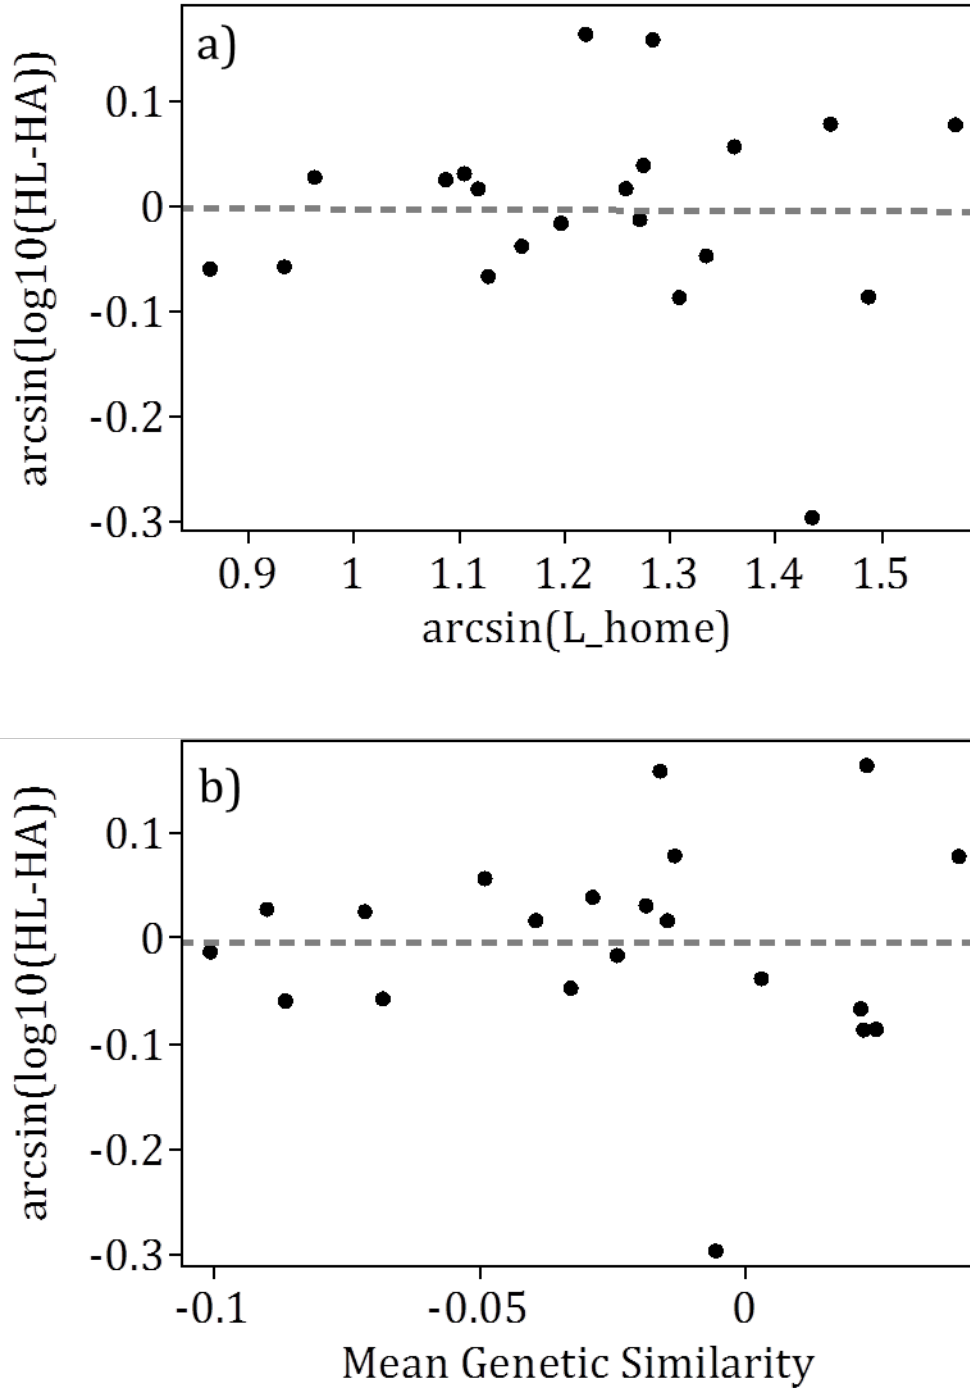 a)
arcsin(log10(HL-HA))
0.1
0
-0.1
-0.2
-0.3
0.9 1 1.1 1.2 1.3 1.4 1.5
arcsin(L_home)
b)
arcsin(log10(HL-HA))
0.1
0
-0.1
-0.2
-0.3
-0.1 -0.05 0
Mean Genetic Similarity